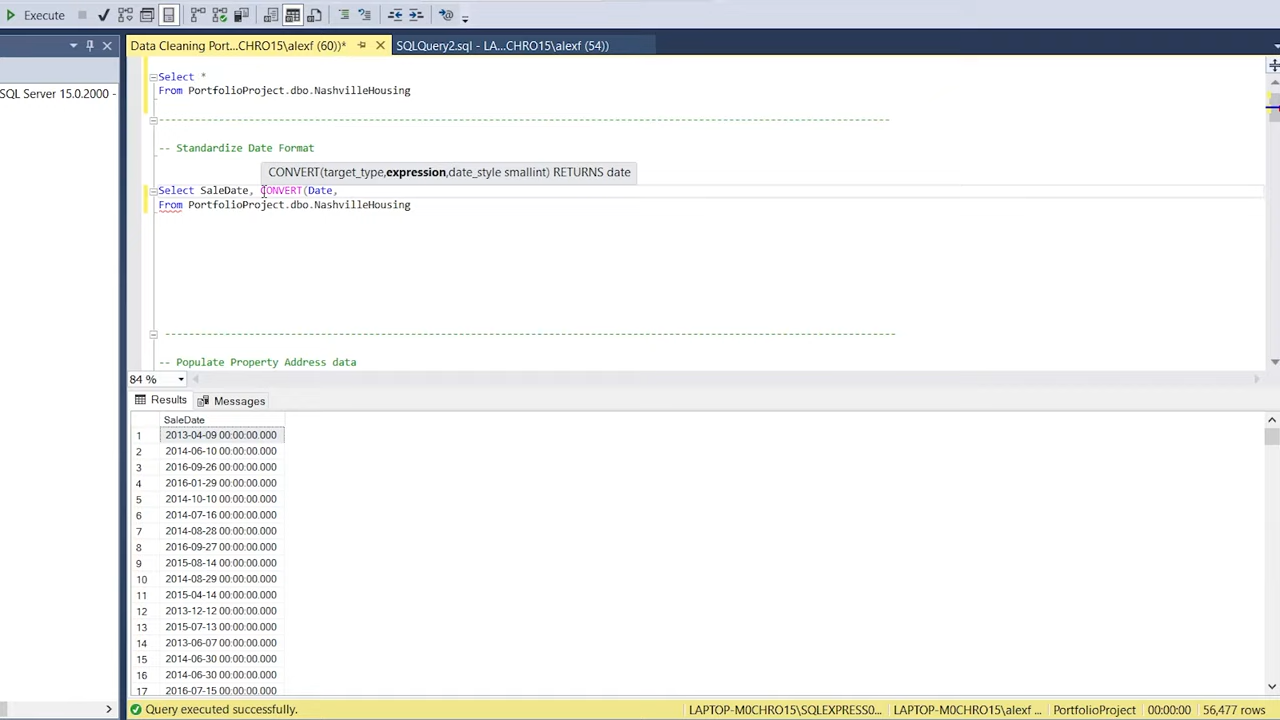 Execute
Data Cleaning Port...CHRO15\alexf (60))*
SQLQuery2.sql - LA...CHRO15\alexf (54))
SQL Server 15.0.2000 -
Select *
From PortfolioProject.dbo.NashvilleHousing
-- Standardize Date Format
CONVERT(target_type,expression,date_style smallint) RETURNS date
Select SaleDate, CONVERT(Date,
From PortfolioProject.dbo.NashvilleHousing
-- Populate Property Address data
84 %
Results
Messages
SaleDate
1 2013-04-09 00:00:00.000
2 2014-06-10 00:00:00.000
3 2016-09-26 00:00:00.000
4 2016-01-29 00:00:00.000
5 2014-10-10 00:00:00.000
6 2014-07-16 00:00:00.000
7 2014-08-28 00:00:00.000
8 2016-09-27 00:00:00.000
9 2015-08-14 00:00:00.000
10 2014-08-29 00:00:00.000
11 2015-04-14 00:00:00.000
12 2013-12-12 00:00:00.000
13 2015-07-13 00:00:00.000
14 2013-06-07 00:00:00.000
15 2014-06-30 00:00:00.000
16 2014-06-30 00:00:00.000
17 2016-07-15 00:00:00.000
Query executed successfully.
LAPTOP-M0CHRO15\SQLEXPRESS0...
LAPTOP-M0CHRO15\alexf ...
PortfolioProject
00:00:00
56,477 rows